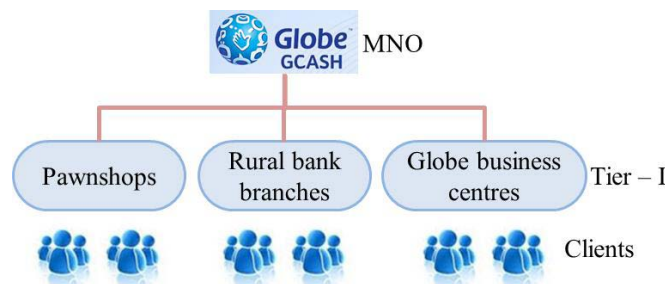 Globe MNO
GCASH
Pawnshops
Rural bank
branches
Globe business
centres
Tier – I
Clients